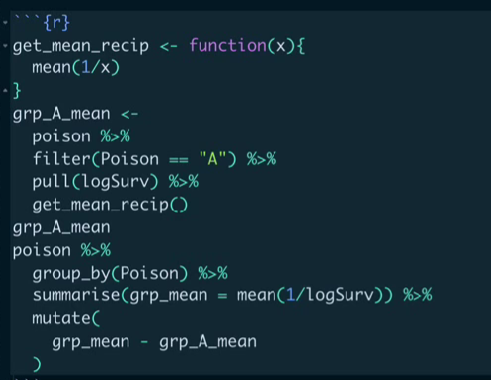 ```{r}
get_mean_recip <- function(x){
  mean(1/x)
}
grp_A_mean <-
  poison %>%
  filter(Poison == "A") %>%
  pull(logSurv) %>%
  get_mean_recip()
grp_A_mean
poison %>%
  group_by(Poison) %>%
  summarise(grp_mean = mean(1/logSurv)) %>%
  mutate(
    grp_mean - grp_A_mean
  )
```